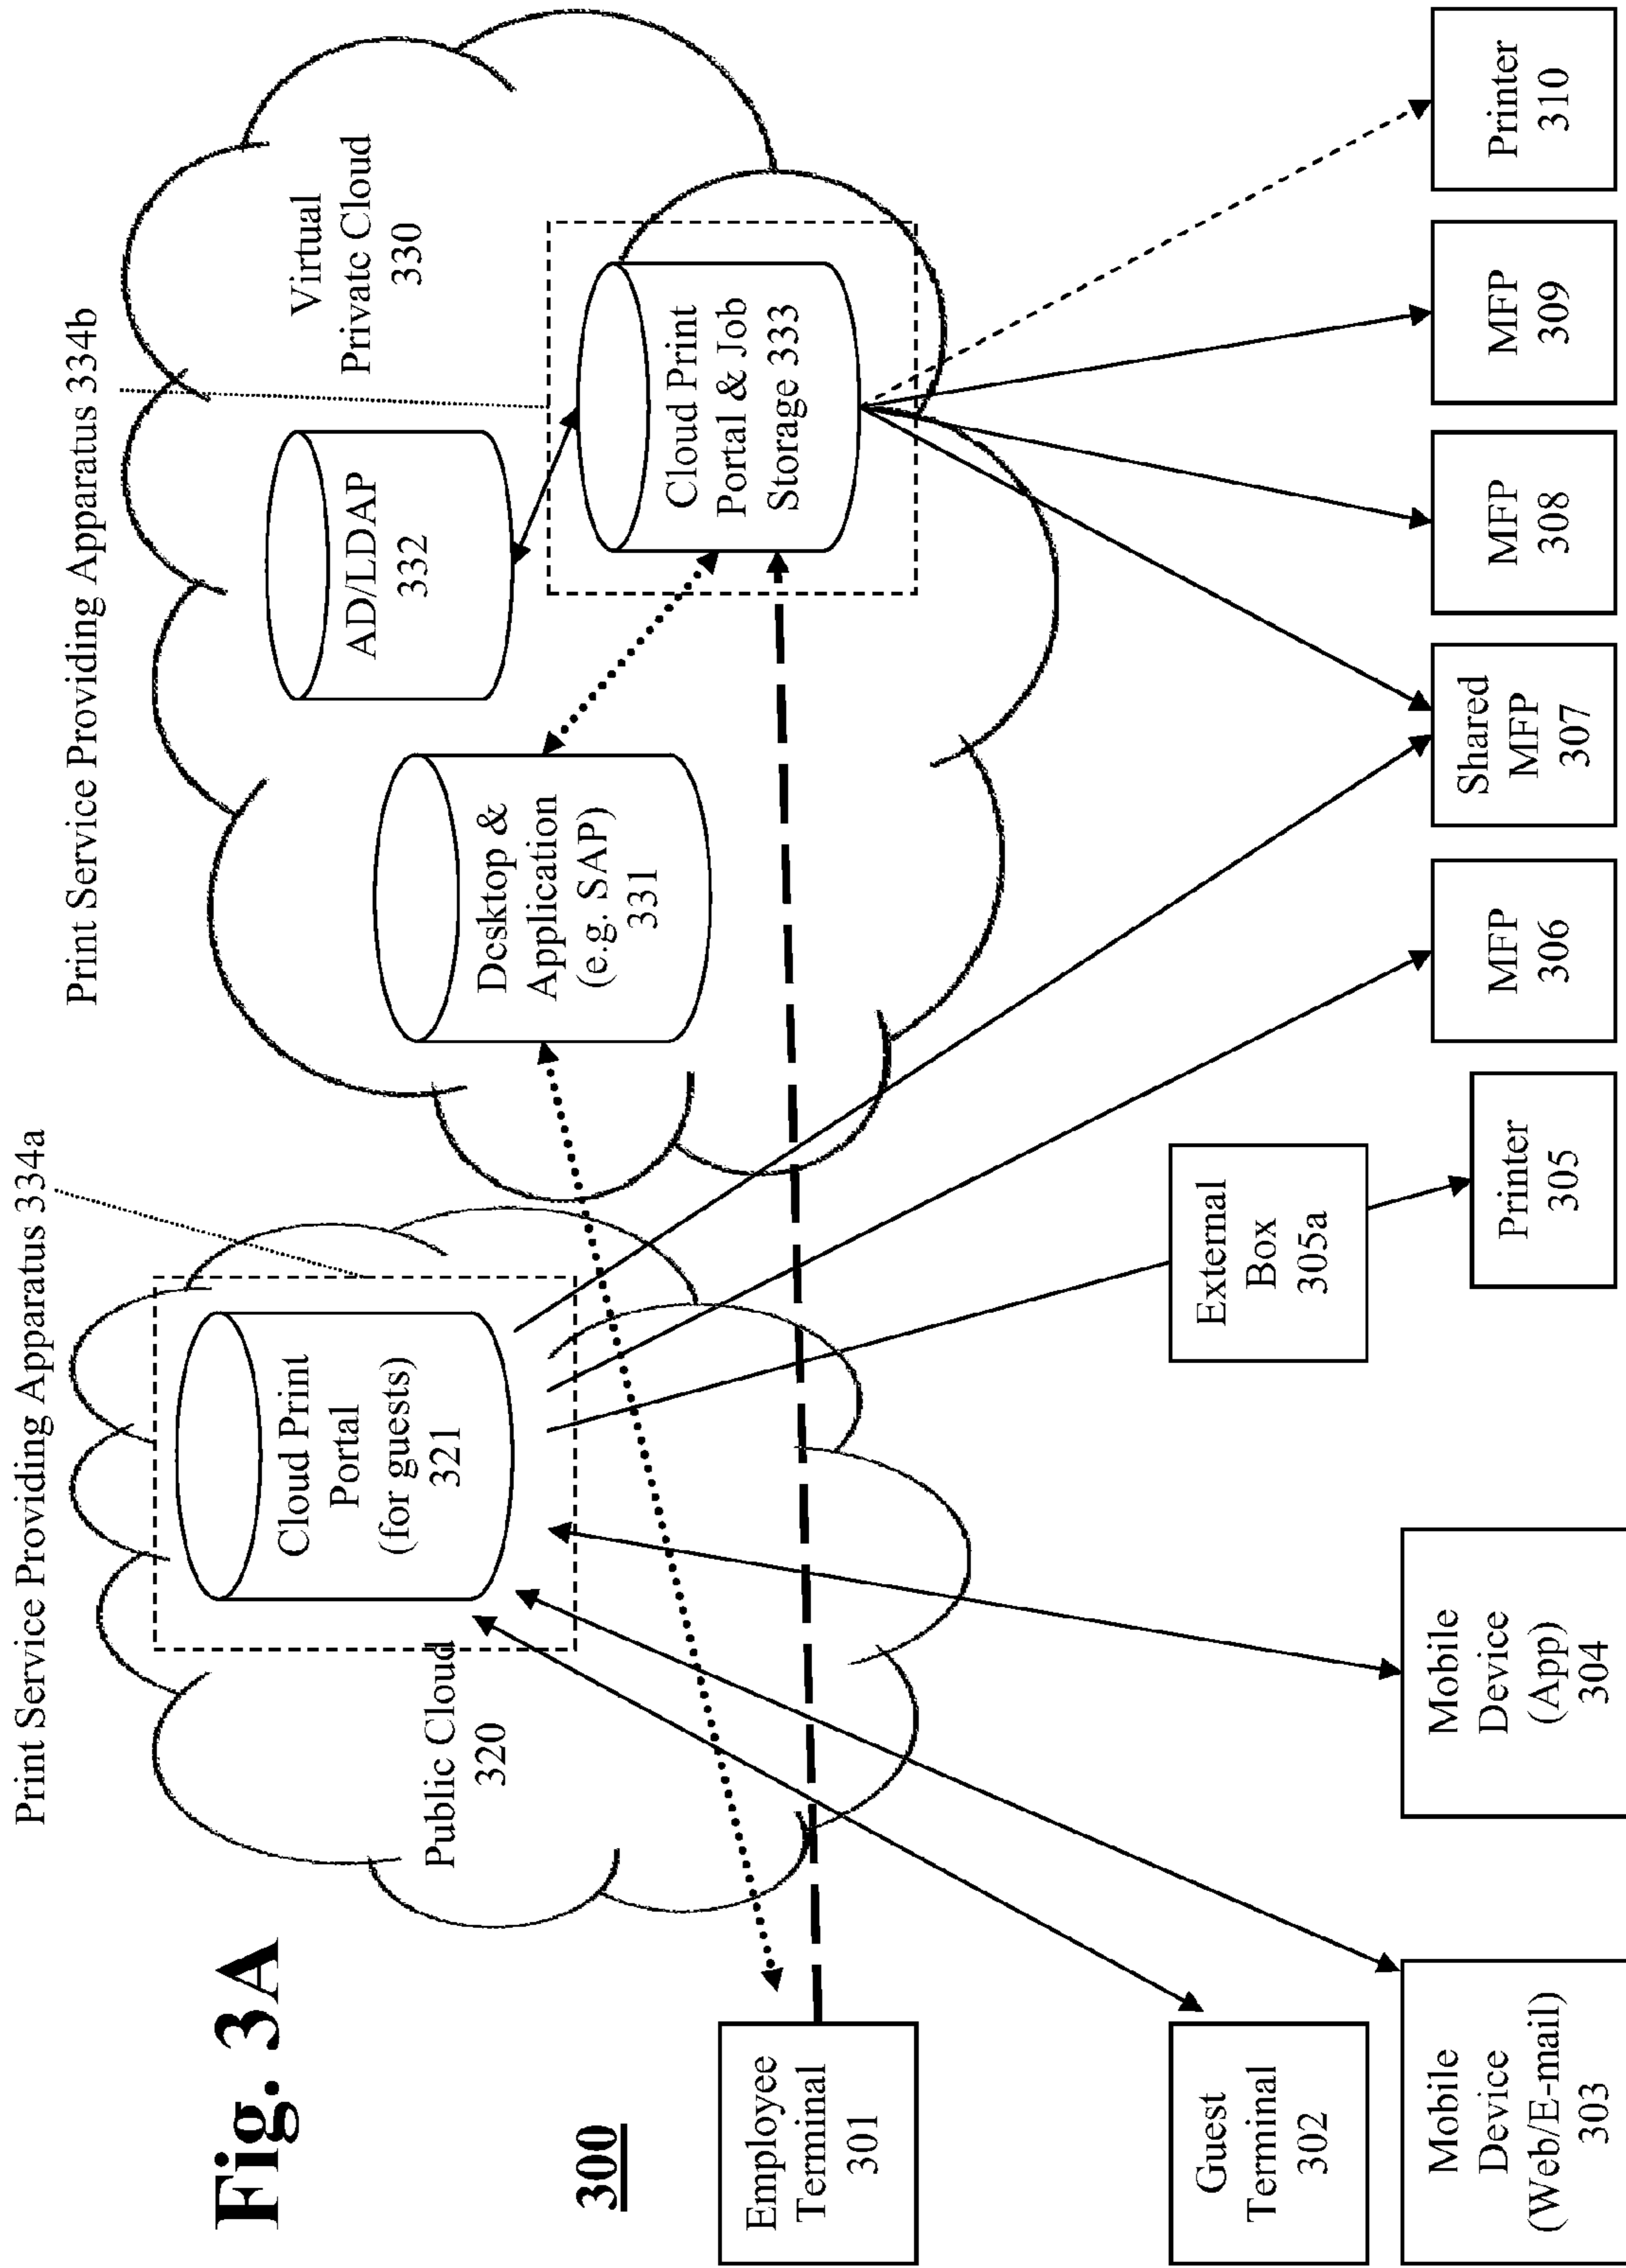 Fig. 3A
300
Print Service Providing Apparatus 334a
Print Service Providing Apparatus 334b
Public Cloud
320
Cloud Print
Portal
(for guests)
321
Virtual
Private Cloud
330
Desktop &
Application
(e.g. SAP)
331
AD/LDAP
332
Cloud Print
Portal & Job
Storage 333
Employee
Terminal
301
Guest
Terminal
302
Mobile
Device
(Web/E-mail)
303
Mobile
Device
(App)
304
External
Box
305a
Printer
305
MFP
306
Shared
MFP
307
MFP
308
MFP
309
Printer
310